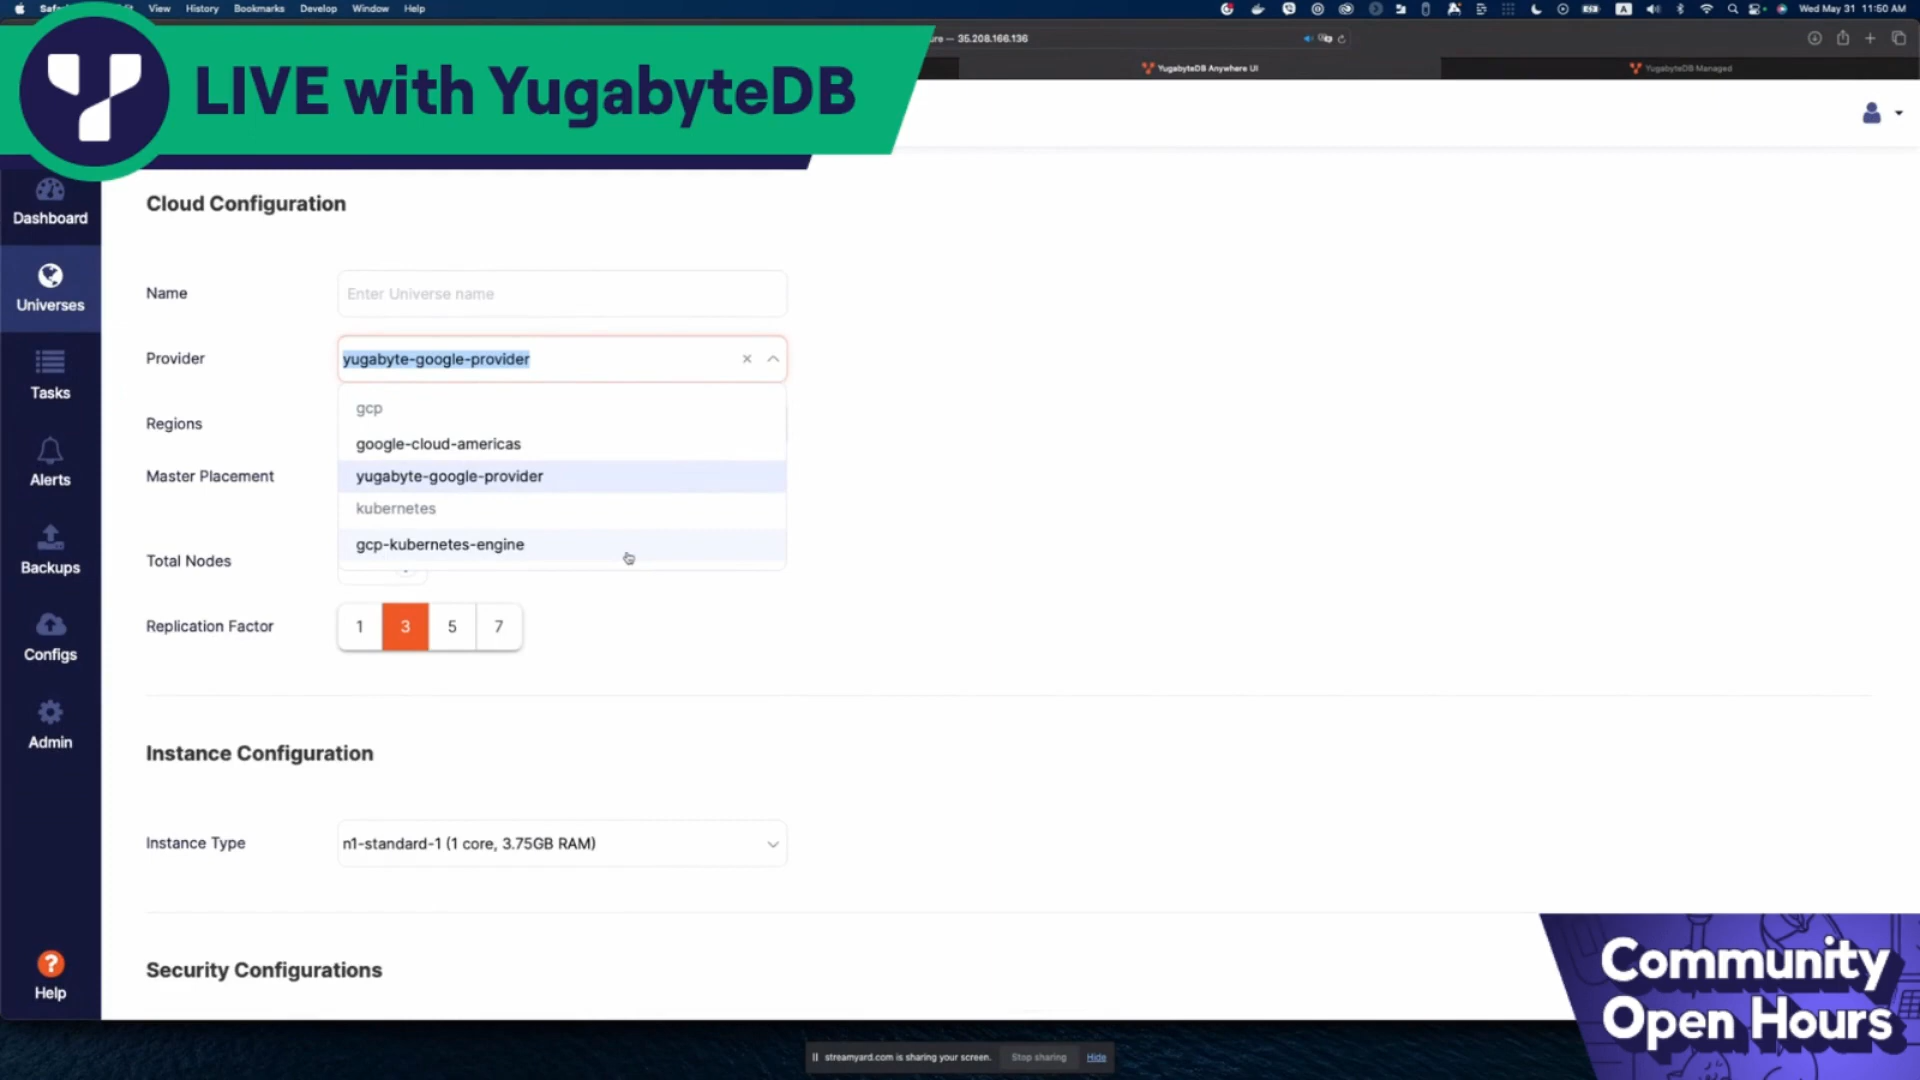 View History Bookmarks Develop Window Help
Wed May 31 11:50 AM
35.208.166.136
YugabyteDB Anywhere UI
YugabyteDB Managed
LIVE with YugabyteDB
Dashboard
Universes
Tasks
Alerts
Backups
Configs
Admin
Help
Cloud Configuration
Name
Enter Universe name
Provider
yugabyte-google-provider
gcp
google-cloud-americas
yugabyte-google-provider
kubernetes
gcp-kubernetes-engine
Regions
Master Placement
Total Nodes
Replication Factor
1 3 5 7
Instance Configuration
Instance Type
n1-standard-1 (1 core, 3.75GB RAM)
Security Configurations
Community
Open Hours
streamyard.com is sharing your screen. Stop sharing Hide